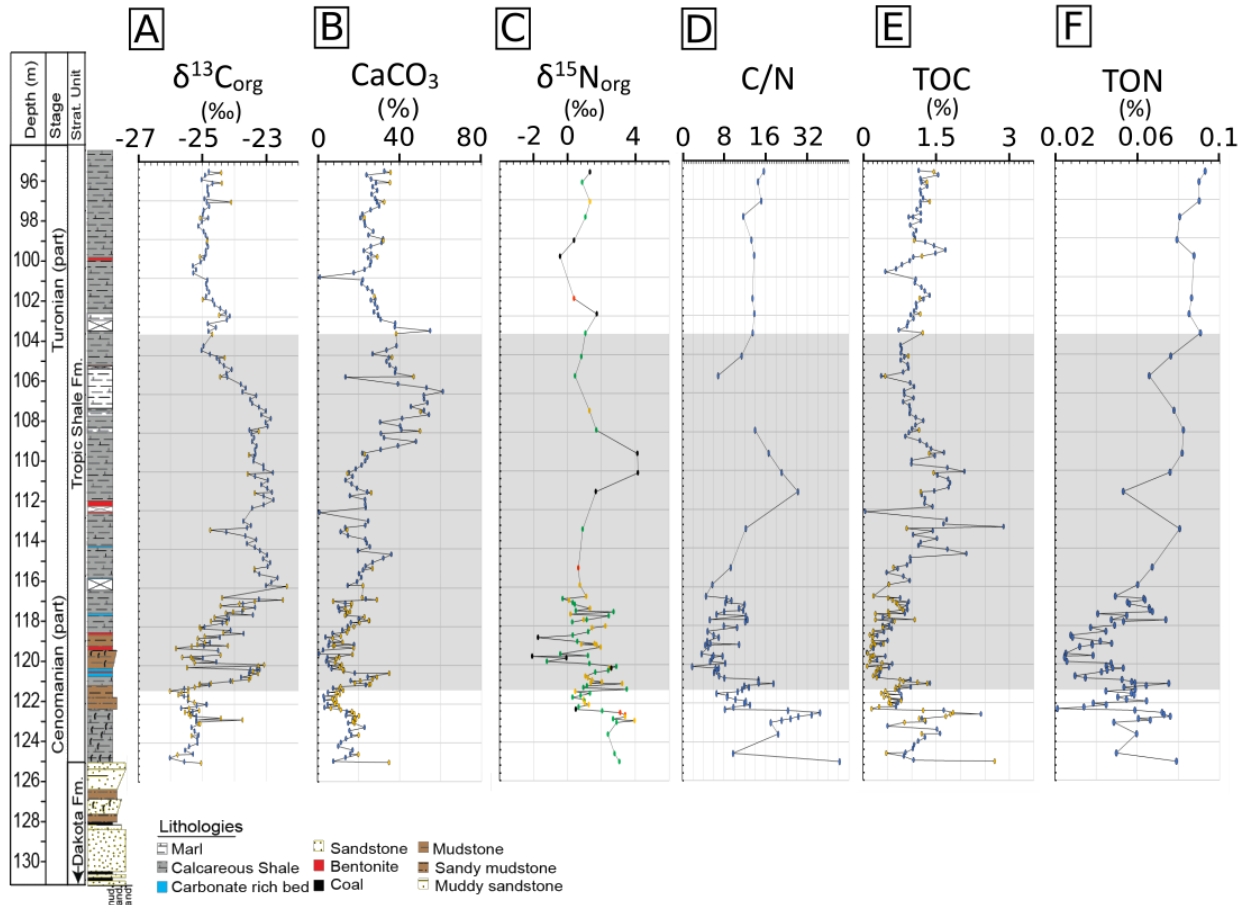 A B C D E F
δ¹³Corg CaCO₃ δ¹⁵Norg C/N TOC TON
(‰) (%) (‰) (%) (%)
Depth (m) Stage Strat. Unit
-27 -25 -23 0 40 80 -2 0 2 4 0 8 16 24 32 0 1.5 3 0.02 0.06 0.1
96
98
100
102
104
106
108
110
112
114
116
118
120
122
124
126
128
130
Turonian (part)
Cenomanian (part)
Tropic Shale Fm.
Dakota Fm.
Lithologies
Marl Sandstone Mudstone
Calcareous Shale Bentonite Sandy mudstone
Carbonate rich bed Coal Muddy sandstone